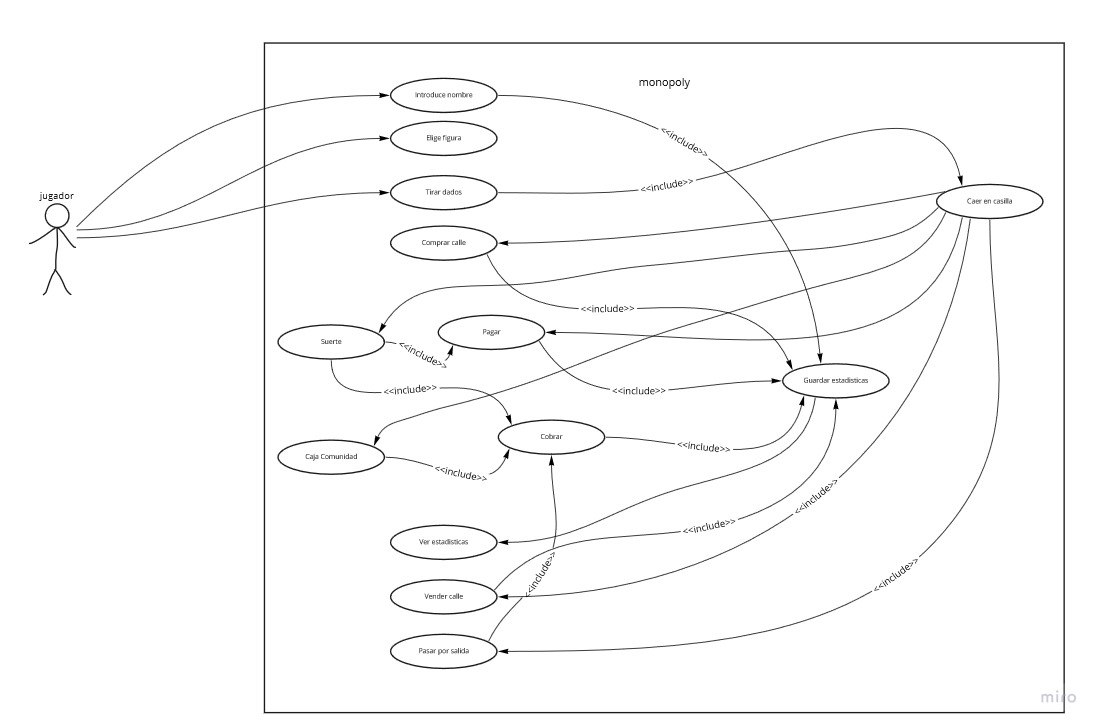 monopoly
Introduce nombre
<<include>>
Elige figura
jugador
Tirar dados
<<include>>
Caer en casilla
Comprar calle
<<include>>
Suerte
<<include>>
Pagar
Guardar estadísticas
<<include>>
<<include>>
Cobrar
<<include>>
Caja Comunidad
<<include>>
<<include>>
Ver estadísticas
<<include>>
<<include>>
<<include>>
Vender calle
Pasar por salida
miro